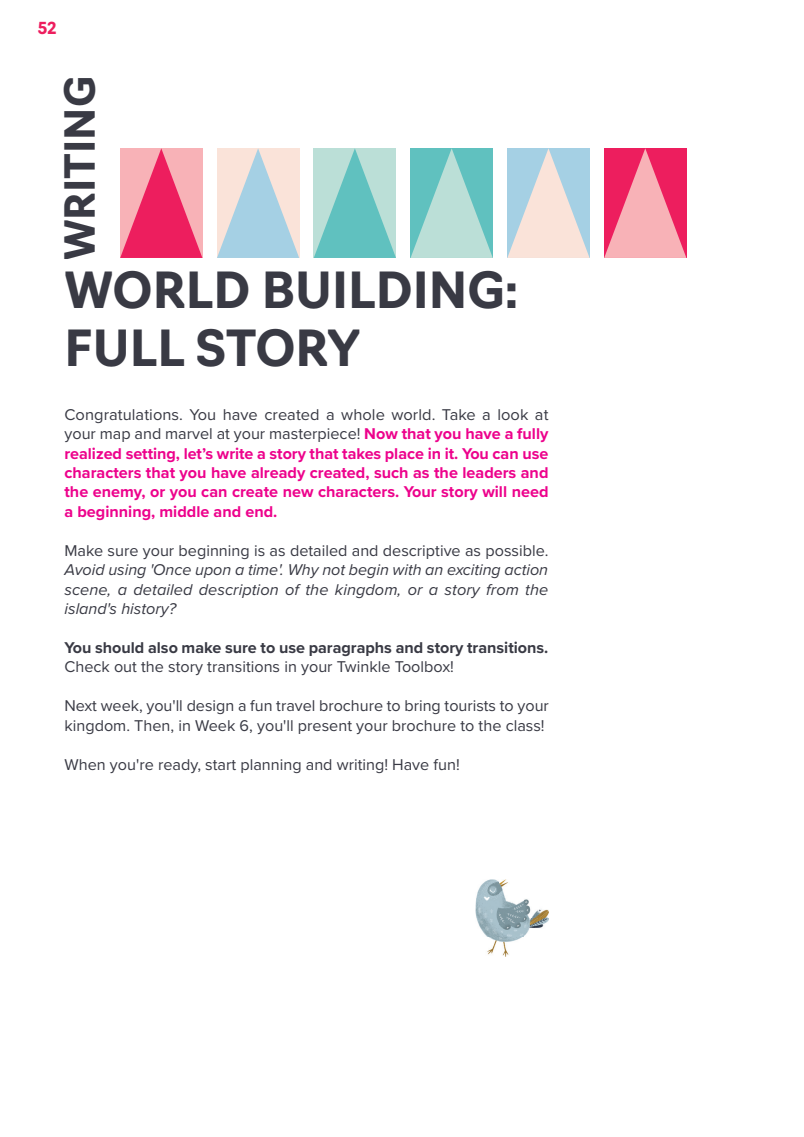 52
WRITING
WORLD BUILDING:
FULL STORY
Congratulations. You have created a whole world. Take a look at
your map and marvel at your masterpiece! Now that you have a fully
realized setting, let's write a story that takes place in it. You can use
characters that you have already created, such as the leaders and
the enemy, or you can create new characters. Your story will need
a beginning, middle and end.
Make sure your beginning is as detailed and descriptive as possible.
Avoid using 'Once upon a time'. Why not begin with an exciting action
scene, a detailed description of the kingdom, or a story from the
island's history?
You should also make sure to use paragraphs and story transitions.
Check out the story transitions in your Twinkle Toolbox!
Next week, you'll design a fun travel brochure to bring tourists to your
kingdom. Then, in Week 6, you'll present your brochure to the class!
When you're ready, start planning and writing! Have fun!